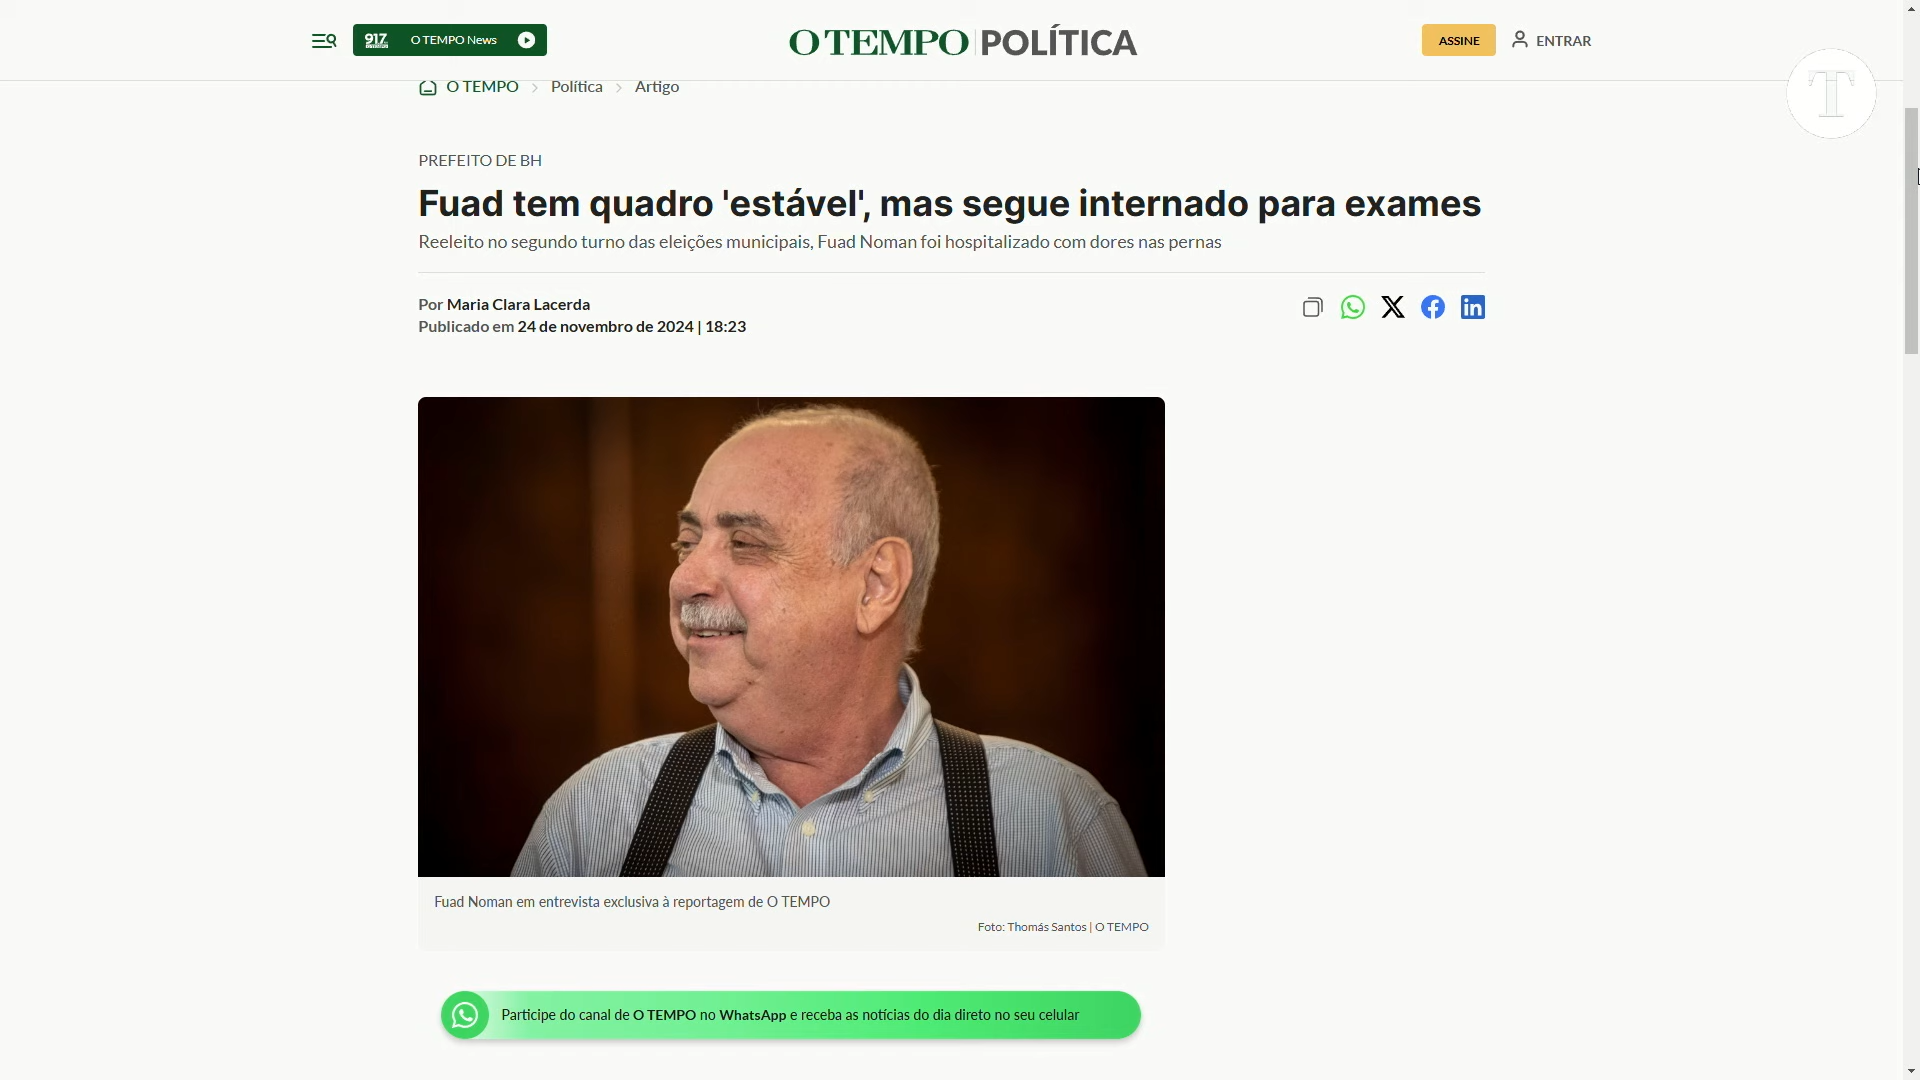 917 O TEMPO News
O TEMPO POLÍTICA
ASSINE
ENTRAR
T
O TEMPO > Política > Artigo
PREFEITO DE BH
Fuad tem quadro 'estável', mas segue internado para exames
Reeleito no segundo turno das eleições municipais, Fuad Noman foi hospitalizado com dores nas pernas
Por Maria Clara Lacerda
Publicado em 24 de novembro de 2024 | 18:23
Fuad Noman em entrevista exclusiva à reportagem de O TEMPO
Foto: Thomás Santos | O TEMPO
Participe do canal de O TEMPO no WhatsApp e receba as notícias do dia direto no seu celular